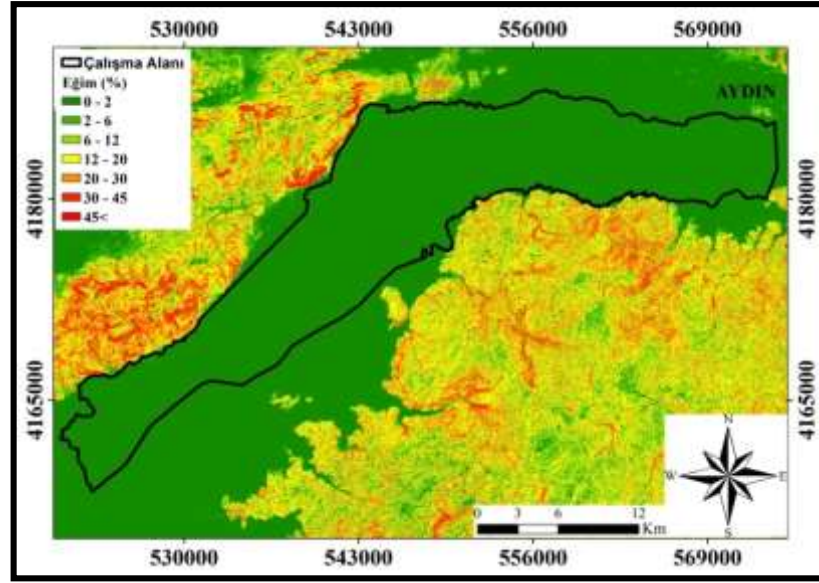 530000 543000 556000 569000
Çalışma Alanı
Eğim (%)
0 - 2
2 - 6
6 - 12
12 - 20
20 - 30
30 - 45
45<
AYDIN
4180000 4180000
4165000 4165000
N
W E
S
0 3 6 12
Km
530000 543000 556000 569000